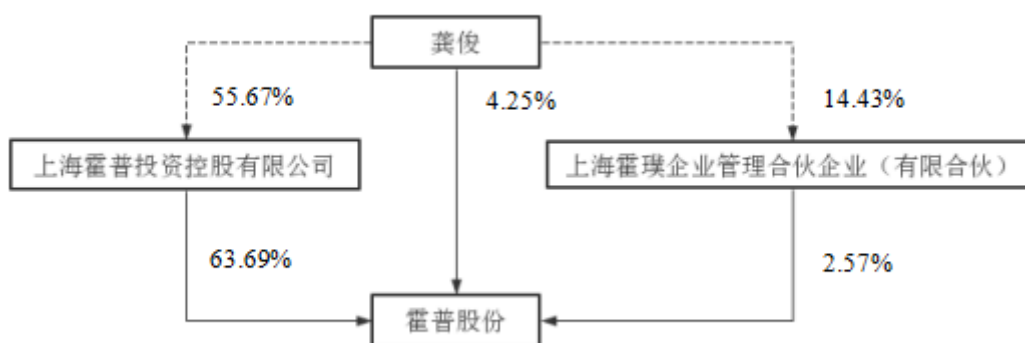 龚俊
55.67%
4.25%
14.43%
上海霍普投资控股有限公司
上海霍璞企业管理合伙企业（有限合伙）
63.69%
2.57%
霍普股份